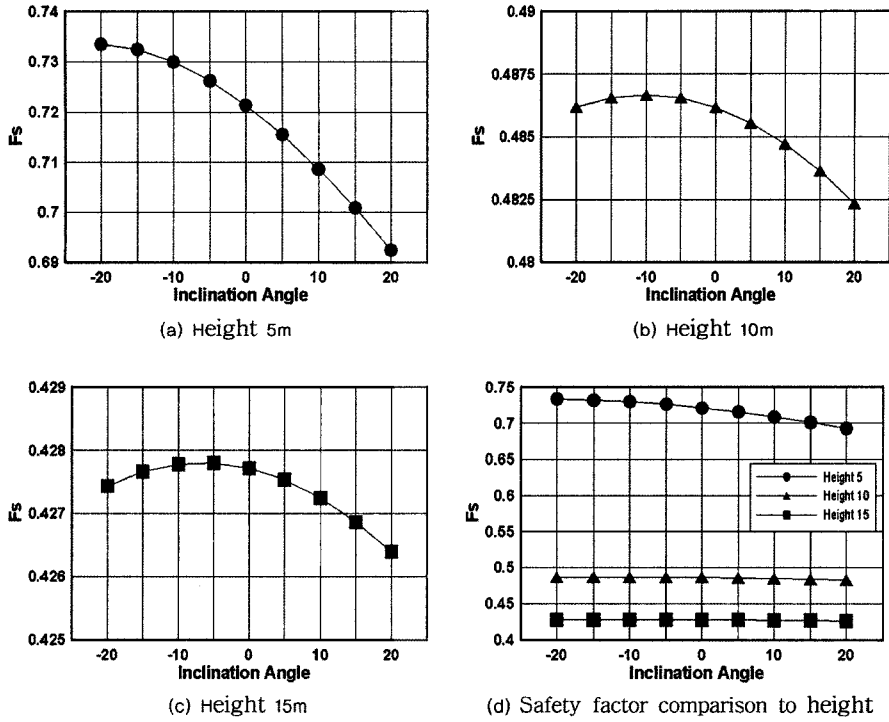 0.74
0.73
0.72
0.71
0.7
0.69
Fs
-20 -10 0 10 20
Inclination Angle
(a) Height 5m
0.49
0.4875
0.485
0.4825
0.48
Fs
-20 -10 0 10 20
Inclination Angle
(b) Height 10m
0.429
0.428
0.427
0.426
0.425
Fs
-20 -10 0 10 20
Inclination Angle
(c) Height 15m
0.75
0.7
0.65
0.6
0.55
0.5
0.45
0.4
Fs
Height 5
Height 10
Height 15
-20 -10 0 10 20
Inclination Angle
(d) Safety factor comparison to height